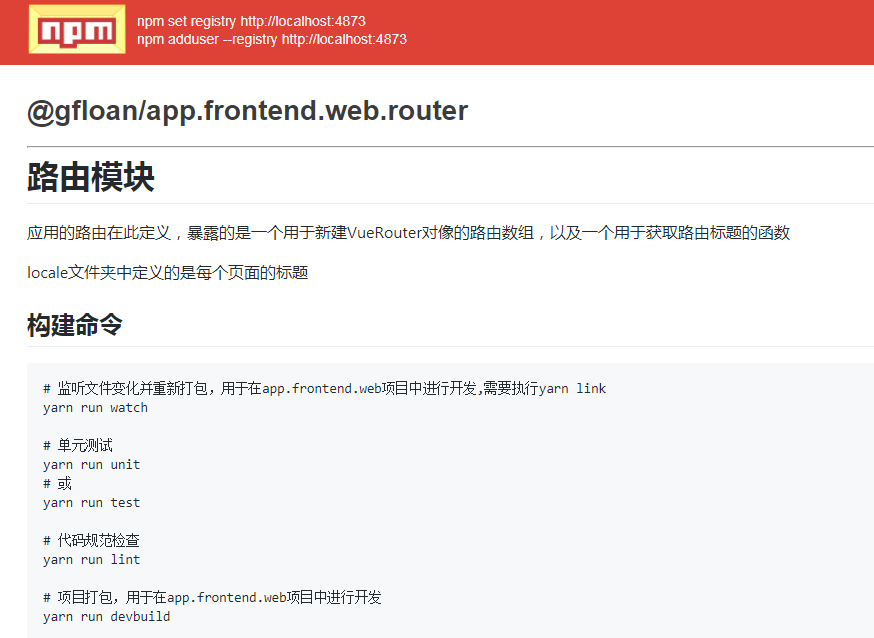 npm
npm set registry http://localhost:4873
npm adduser --registry http://localhost:4873
@gfloan/app.frontend.web.router
路由模块
应用的路由在此定义，暴露的是一个用于新建VueRouter对像的路由数组，以及一个用于获取路由标题的函数
locale文件夹中定义的是每个页面的标题
构建命令
# 监听文件变化并重新打包，用于在app.frontend.web项目中进行开发,需要执行yarn link
yarn run watch
# 单元测试
yarn run unit
# 或
yarn run test
# 代码规范检查
yarn run lint
# 项目打包，用于在app.frontend.web项目中进行开发
yarn run devbuild